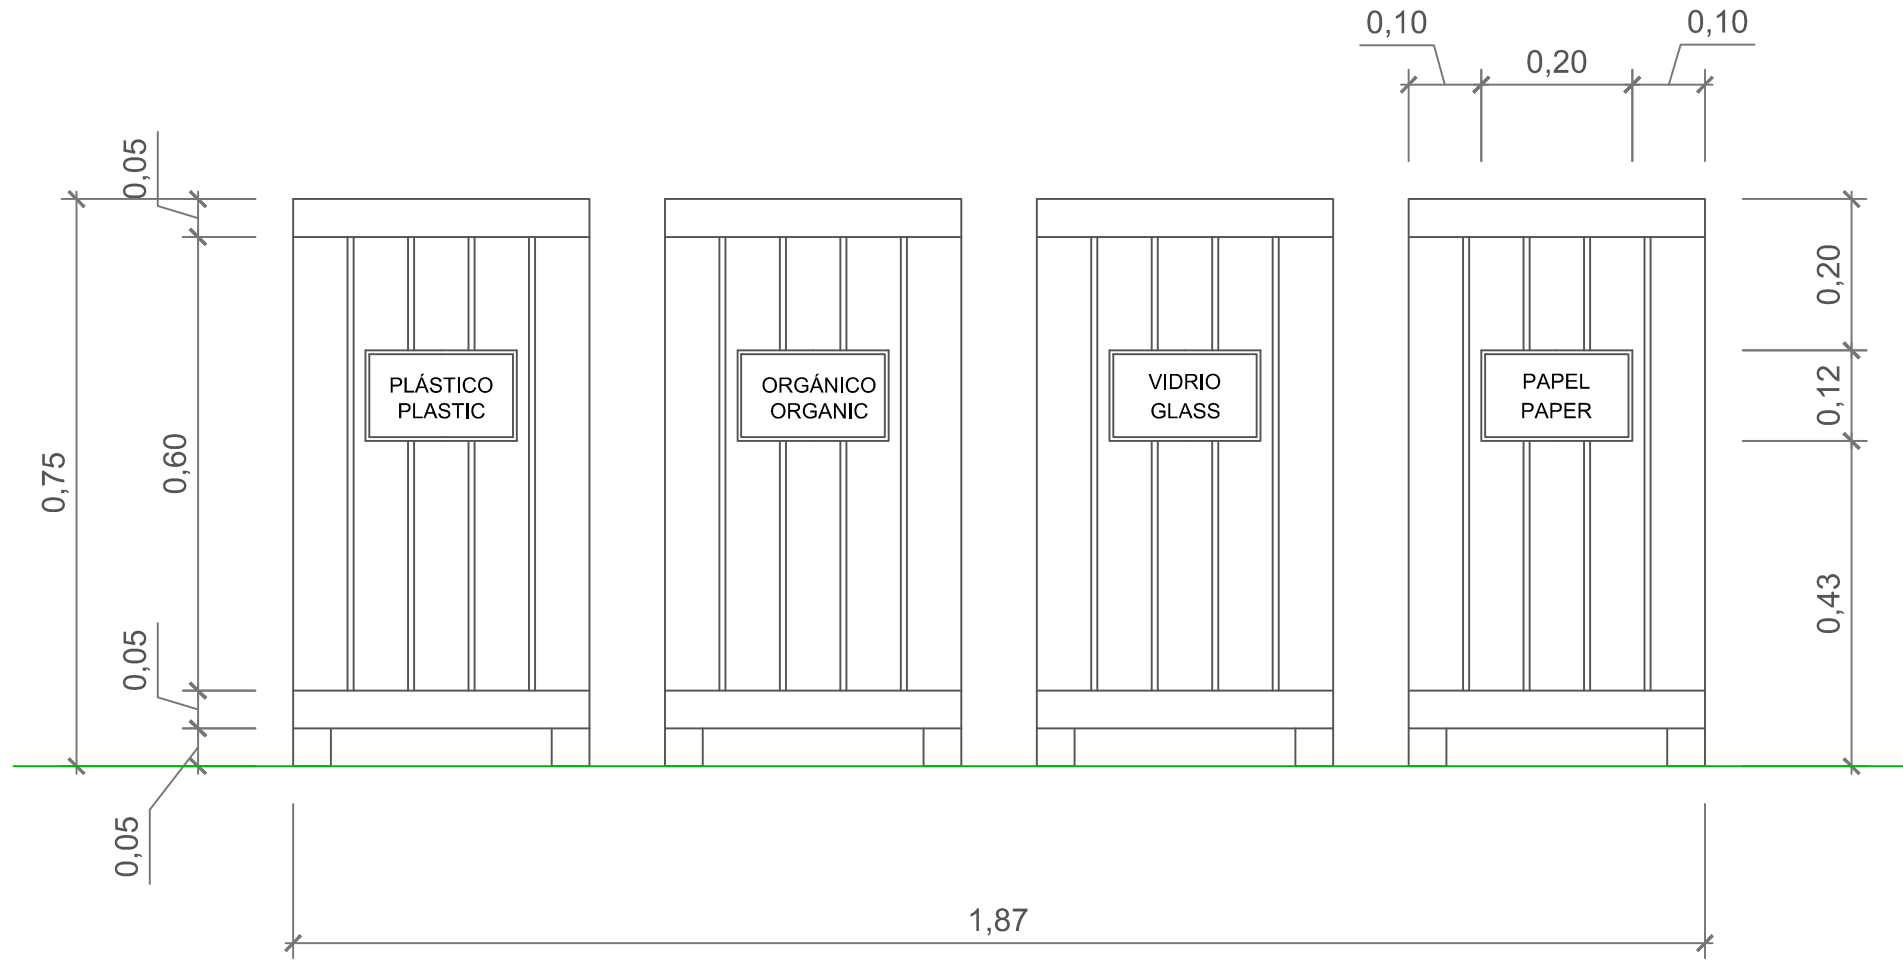 0,10
0,10
0,20
0,05
0,75
0,60
0,05
0,05
PLÁSTICO
PLASTIC
ORGÁNICO
ORGANIC
VIDRIO
GLASS
PAPEL
PAPER
0,20
0,12
0,43
1,87